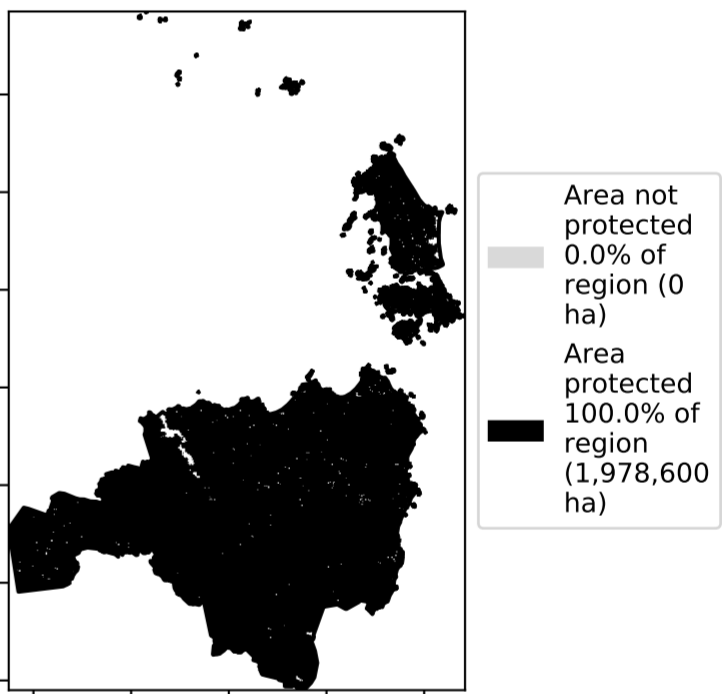 Area not
protected
0.0% of
region (0
ha)
Area
protected
100.0% of
region
(1,978,600
ha)